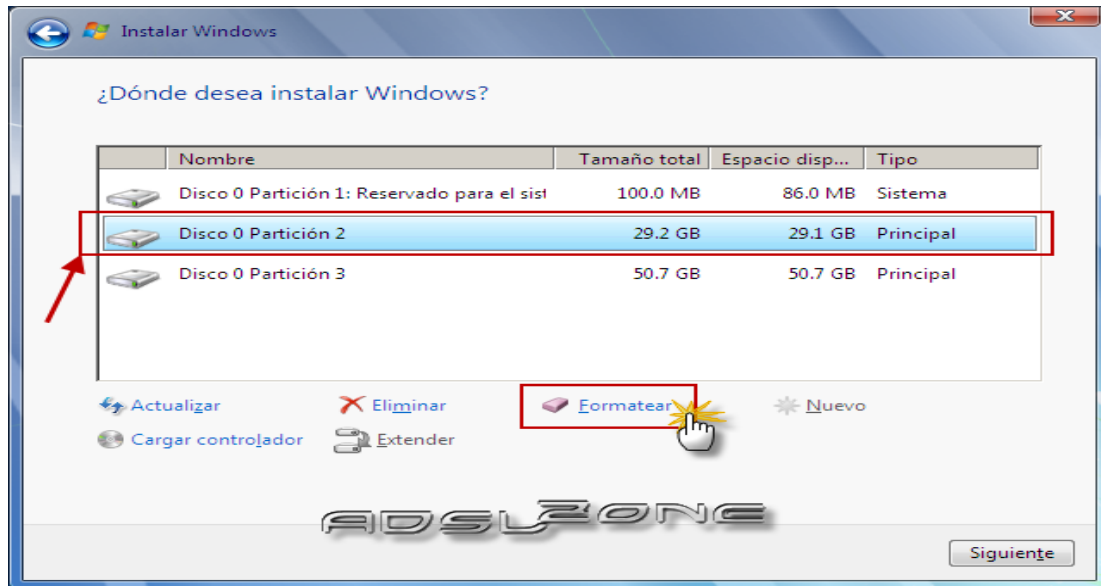 Instalar Windows
¿Dónde desea instalar Windows?
Nombre Tamaño total Espacio disp... Tipo
Disco 0 Partición 1: Reservado para el sist 100.0 MB 86.0 MB Sistema
Disco 0 Partición 2 29.2 GB 29.1 GB Principal
Disco 0 Partición 3 50.7 GB 50.7 GB Principal
Actualizar Eliminar Formatear Nuevo
Cargar controlador Extender
ADSLZONE
Siguiente